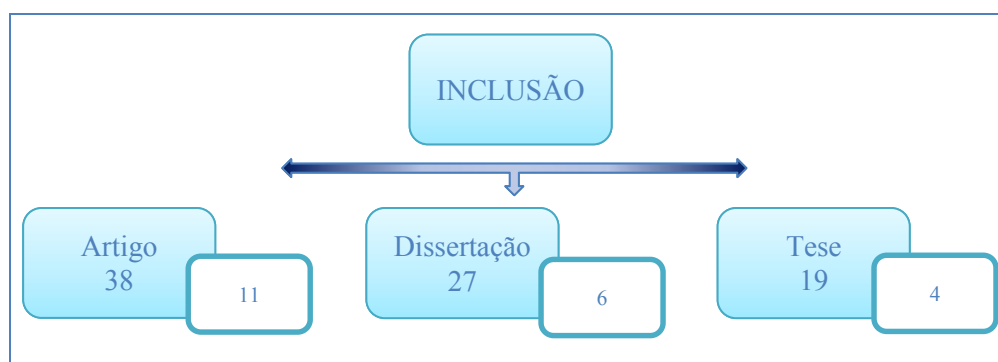 INCLUSÃO
Artigo
38
11
Dissertação
27
6
Tese
19
4